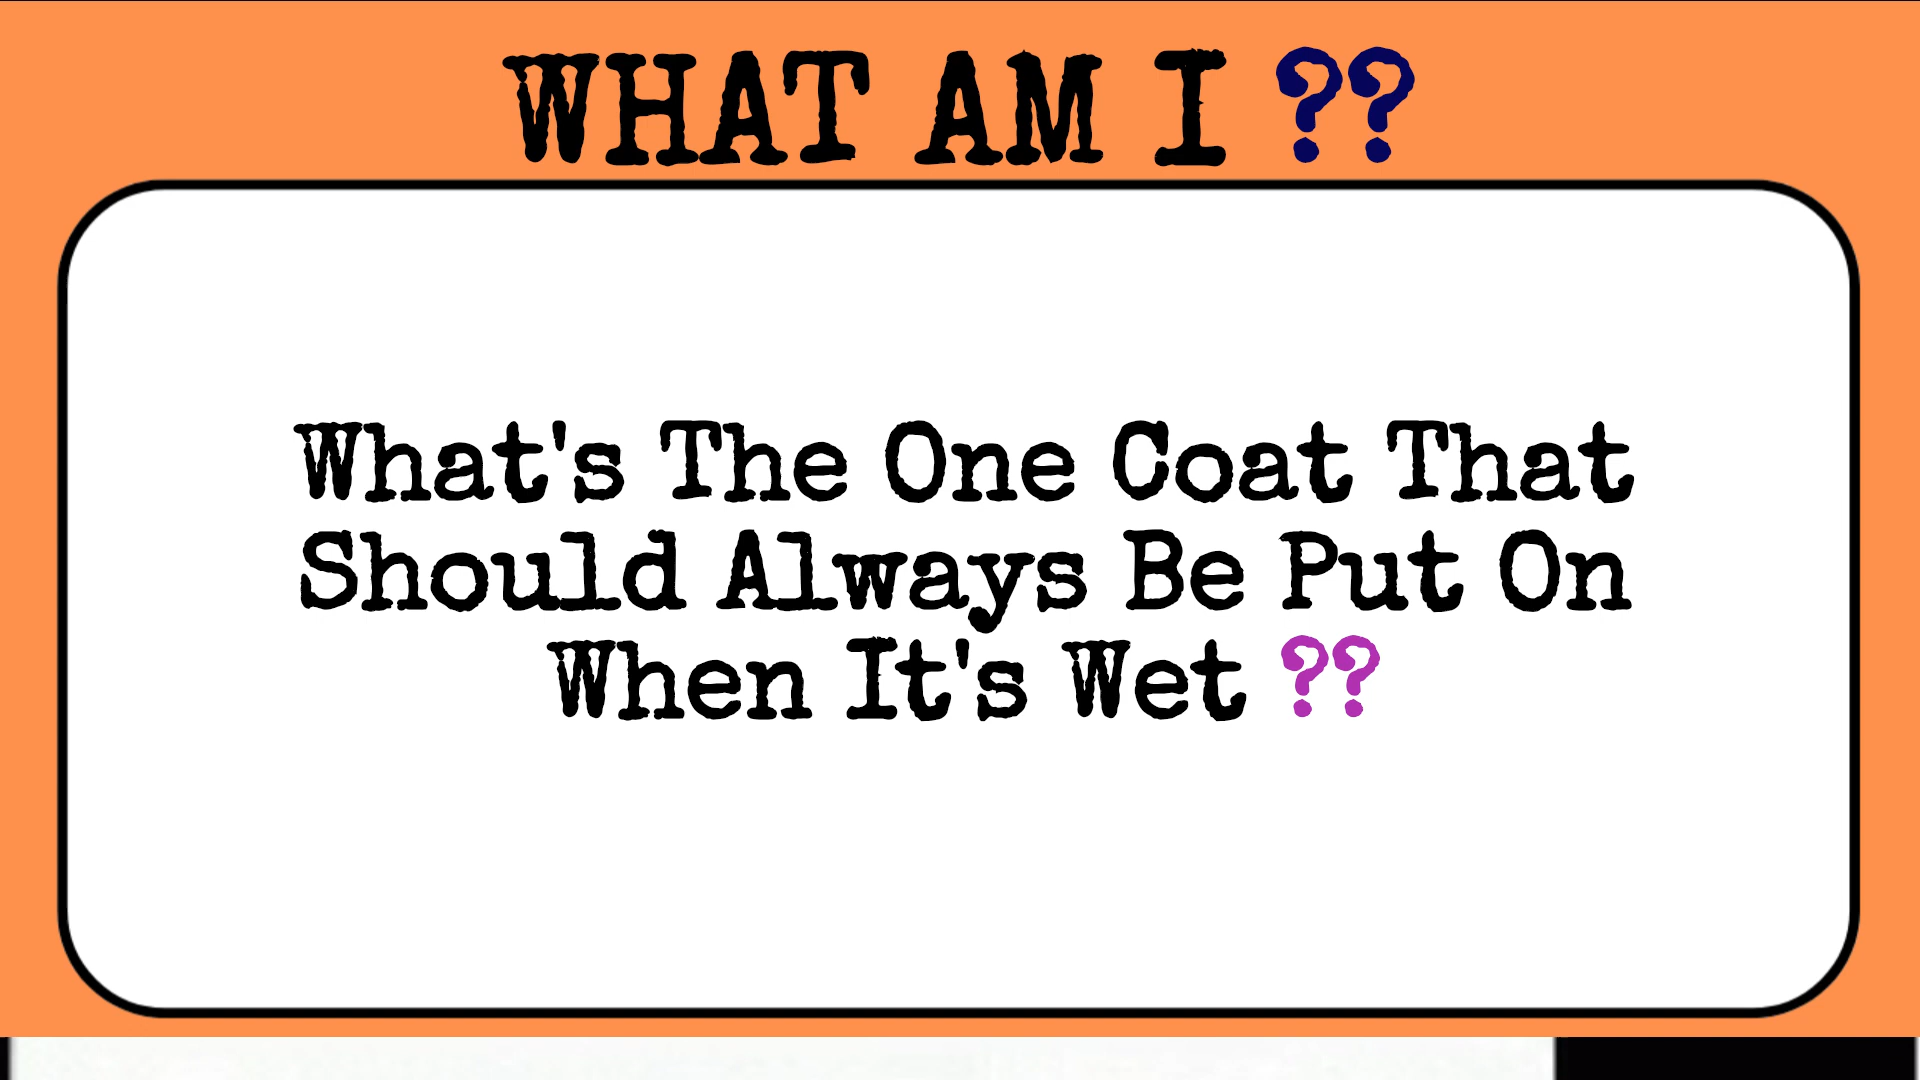 WHAT AM I ??
What's The One Coat That
Should Always Be Put On
When It's Wet ??